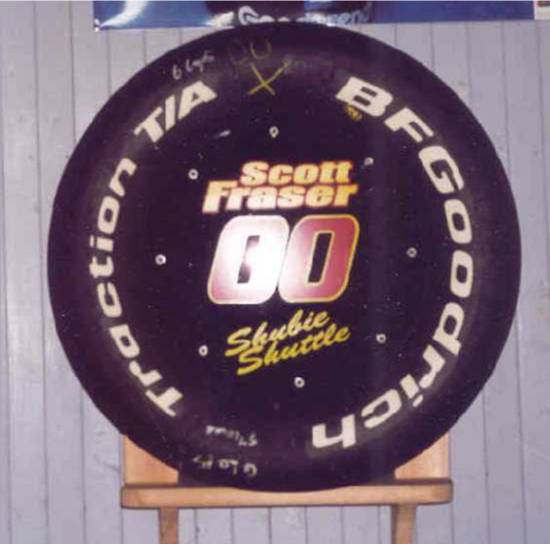 BFGoodrich
Traction T/A
Scott
Fraser
00
Shubie
Shuttle